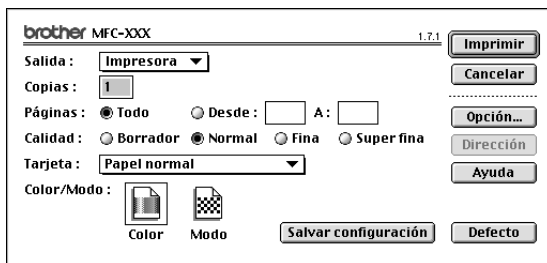 brother MFC-XXX 1.7.1
Imprimir
Salida : Impresora
Cancelar
Copias : 1
Páginas : Todo Desde : A :
Opción...
Calidad : Borrador Normal Fina Super fina
Dirección
Tarjeta : Papel normal
Ayuda
Color/Modo :
Color Modo
Salvar configuración
Defecto